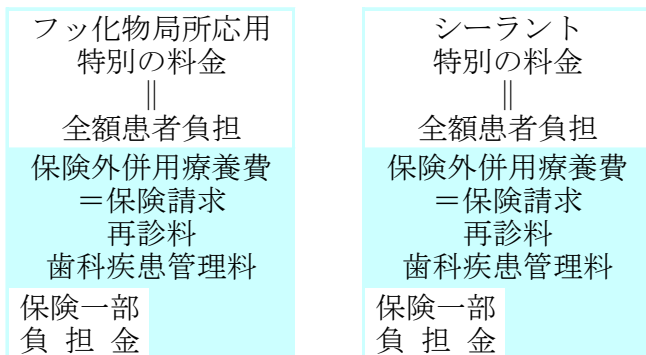 フッ化物局所応用
特別の料金
||
全額患者負担
保険外併用療養費
＝保険請求
再診料
歯科疾患管理料
保険一部
負担金
シーラント
特別の料金
||
全額患者負担
保険外併用療養費
＝保険請求
再診料
歯科疾患管理料
保険一部
負担金